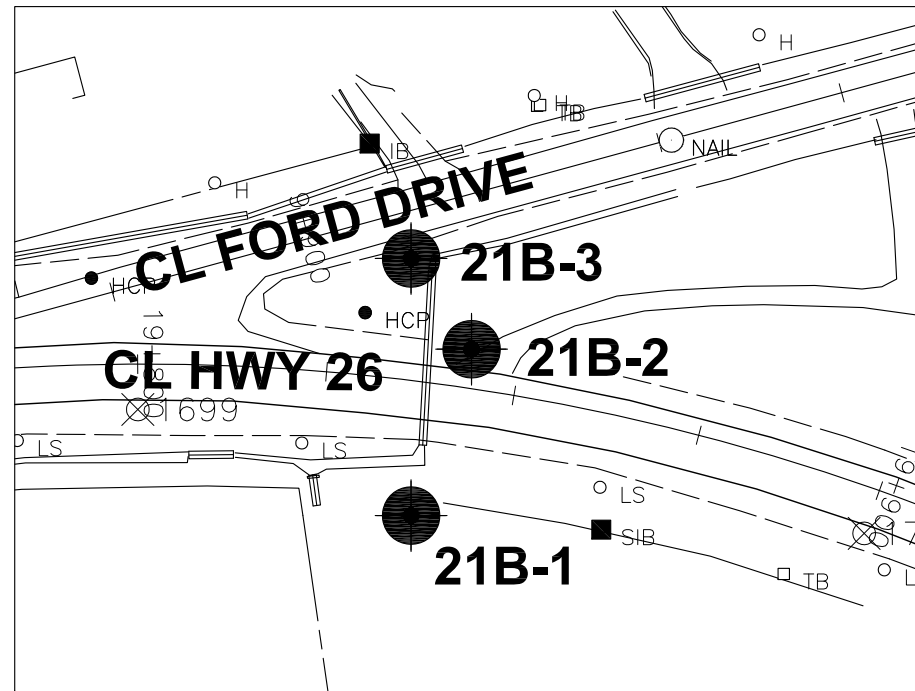 H
H
TB
IB
NAIL
H
CL FORD DRIVE
21B-3
HCP
HCP
21B-2
CL HWY 26
1699
LS
LS
LS
SIB
21B-1
TB